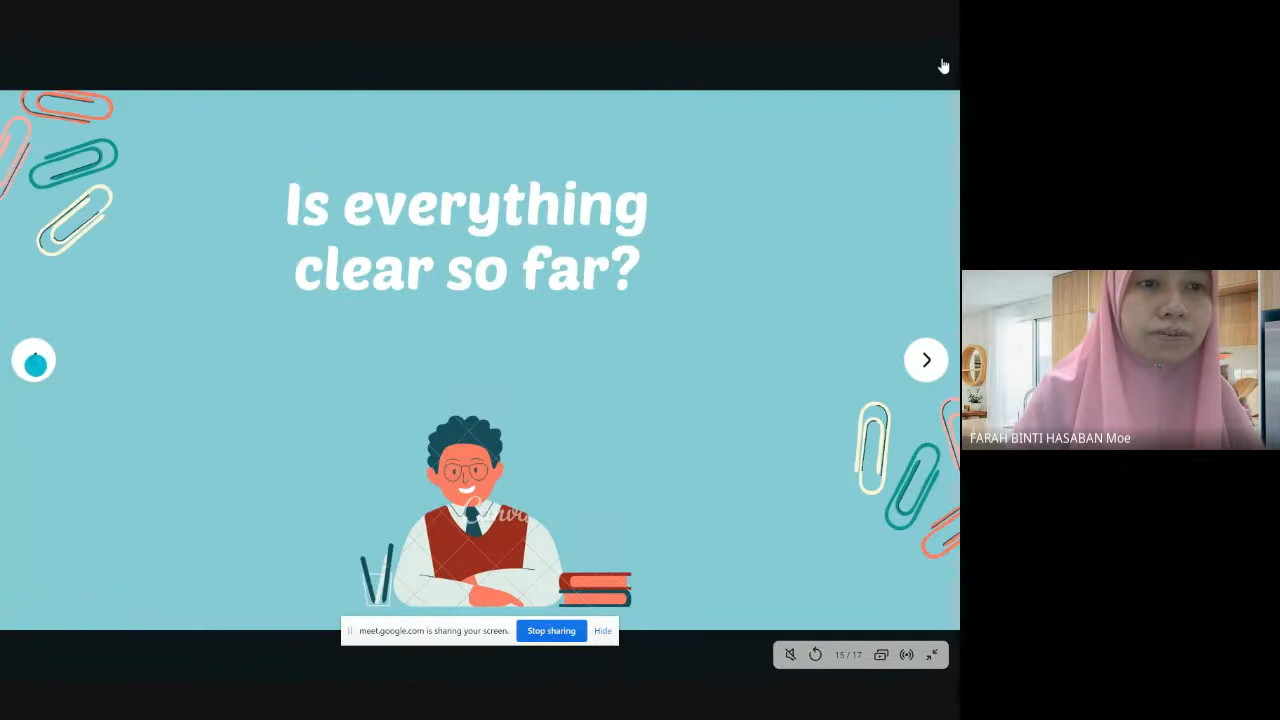 Is everything
clear so far?
Canva
meet.google.com is sharing your screen.
Stop sharing
Hide
15 / 17
FARAH BINTI HASABAN Moe